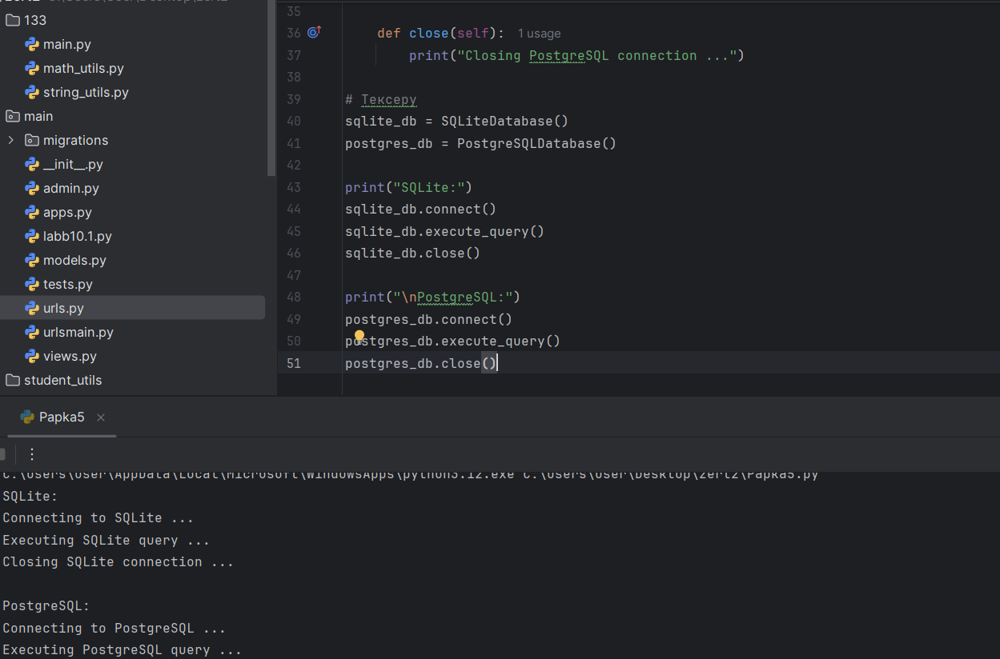 133
main.py
math_utils.py
string_utils.py
main
migrations
__init__.py
admin.py
apps.py
labb10.1.py
models.py
tests.py
urls.py
urlsmain.py
views.py
student_utils
35
36 def close(self): 1 usage
37 print("Closing PostgreSQL connection ...")
38
39 # Тексеру
40 sqlite_db = SQLiteDatabase()
41 postgres_db = PostgreSQLDatabase()
42
43 print("SQLite:")
44 sqlite_db.connect()
45 sqlite_db.execute_query()
46 sqlite_db.close()
47
48 print("\nPostgreSQL:")
49 postgres_db.connect()
50 postgres_db.execute_query()
51 postgres_db.close()
Papka5
C:\Users\User\AppData\Local\Microsoft\WindowsApps\python3.12.exe C:\Users\User\Desktop\zert2\Papka5.py
SQLite:
Connecting to SQLite ...
Executing SQLite query ...
Closing SQLite connection ...
PostgreSQL:
Connecting to PostgreSQL ...
Executing PostgreSQL query ...